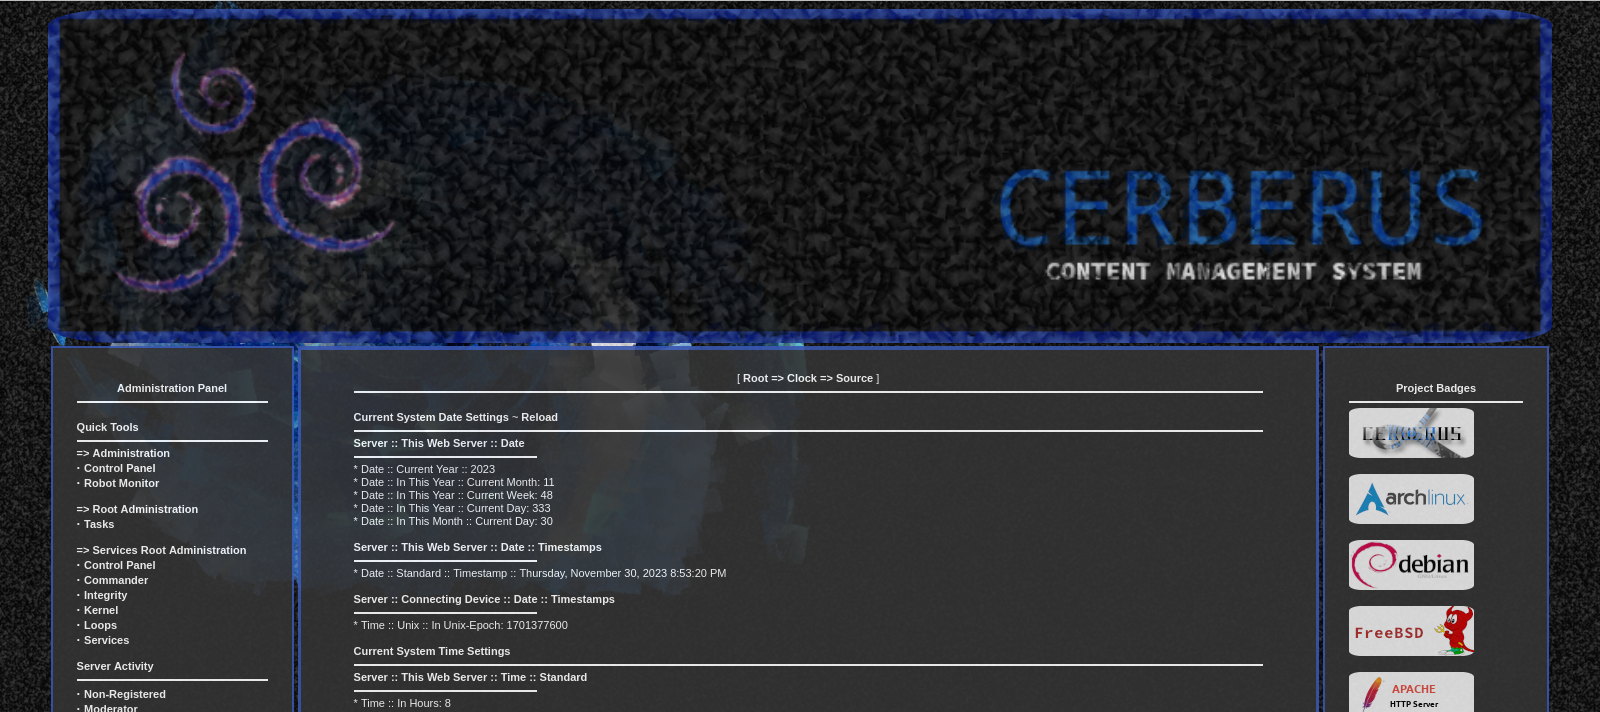 CERBERUS
CONTENT MANAGEMENT SYSTEM
Administration Panel
Quick Tools
=> Administration
· Control Panel
· Robot Monitor
=> Root Administration
· Tasks
=> Services Root Administration
· Control Panel
· Commander
· Integrity
· Kernel
· Loops
· Services
Server Activity
· Non-Registered
· Moderator
[ Root => Clock => Source ]
Current System Date Settings ~ Reload
Server :: This Web Server :: Date
* Date :: Current Year :: 2023
* Date :: In This Year :: Current Month: 11
* Date :: In This Year :: Current Week: 48
* Date :: In This Year :: Current Day: 333
* Date :: In This Month :: Current Day: 30
Server :: This Web Server :: Date :: Timestamps
* Date :: Standard :: Timestamp :: Thursday, November 30, 2023 8:53:20 PM
Server :: Connecting Device :: Date :: Timestamps
* Time :: Unix :: In Unix-Epoch: 1701377600
Current System Time Settings
Server :: This Web Server :: Time :: Standard
* Time :: In Hours: 8
Project Badges
CERBERUS
archlinux
debian
FreeBSD
APACHE
HTTP Server